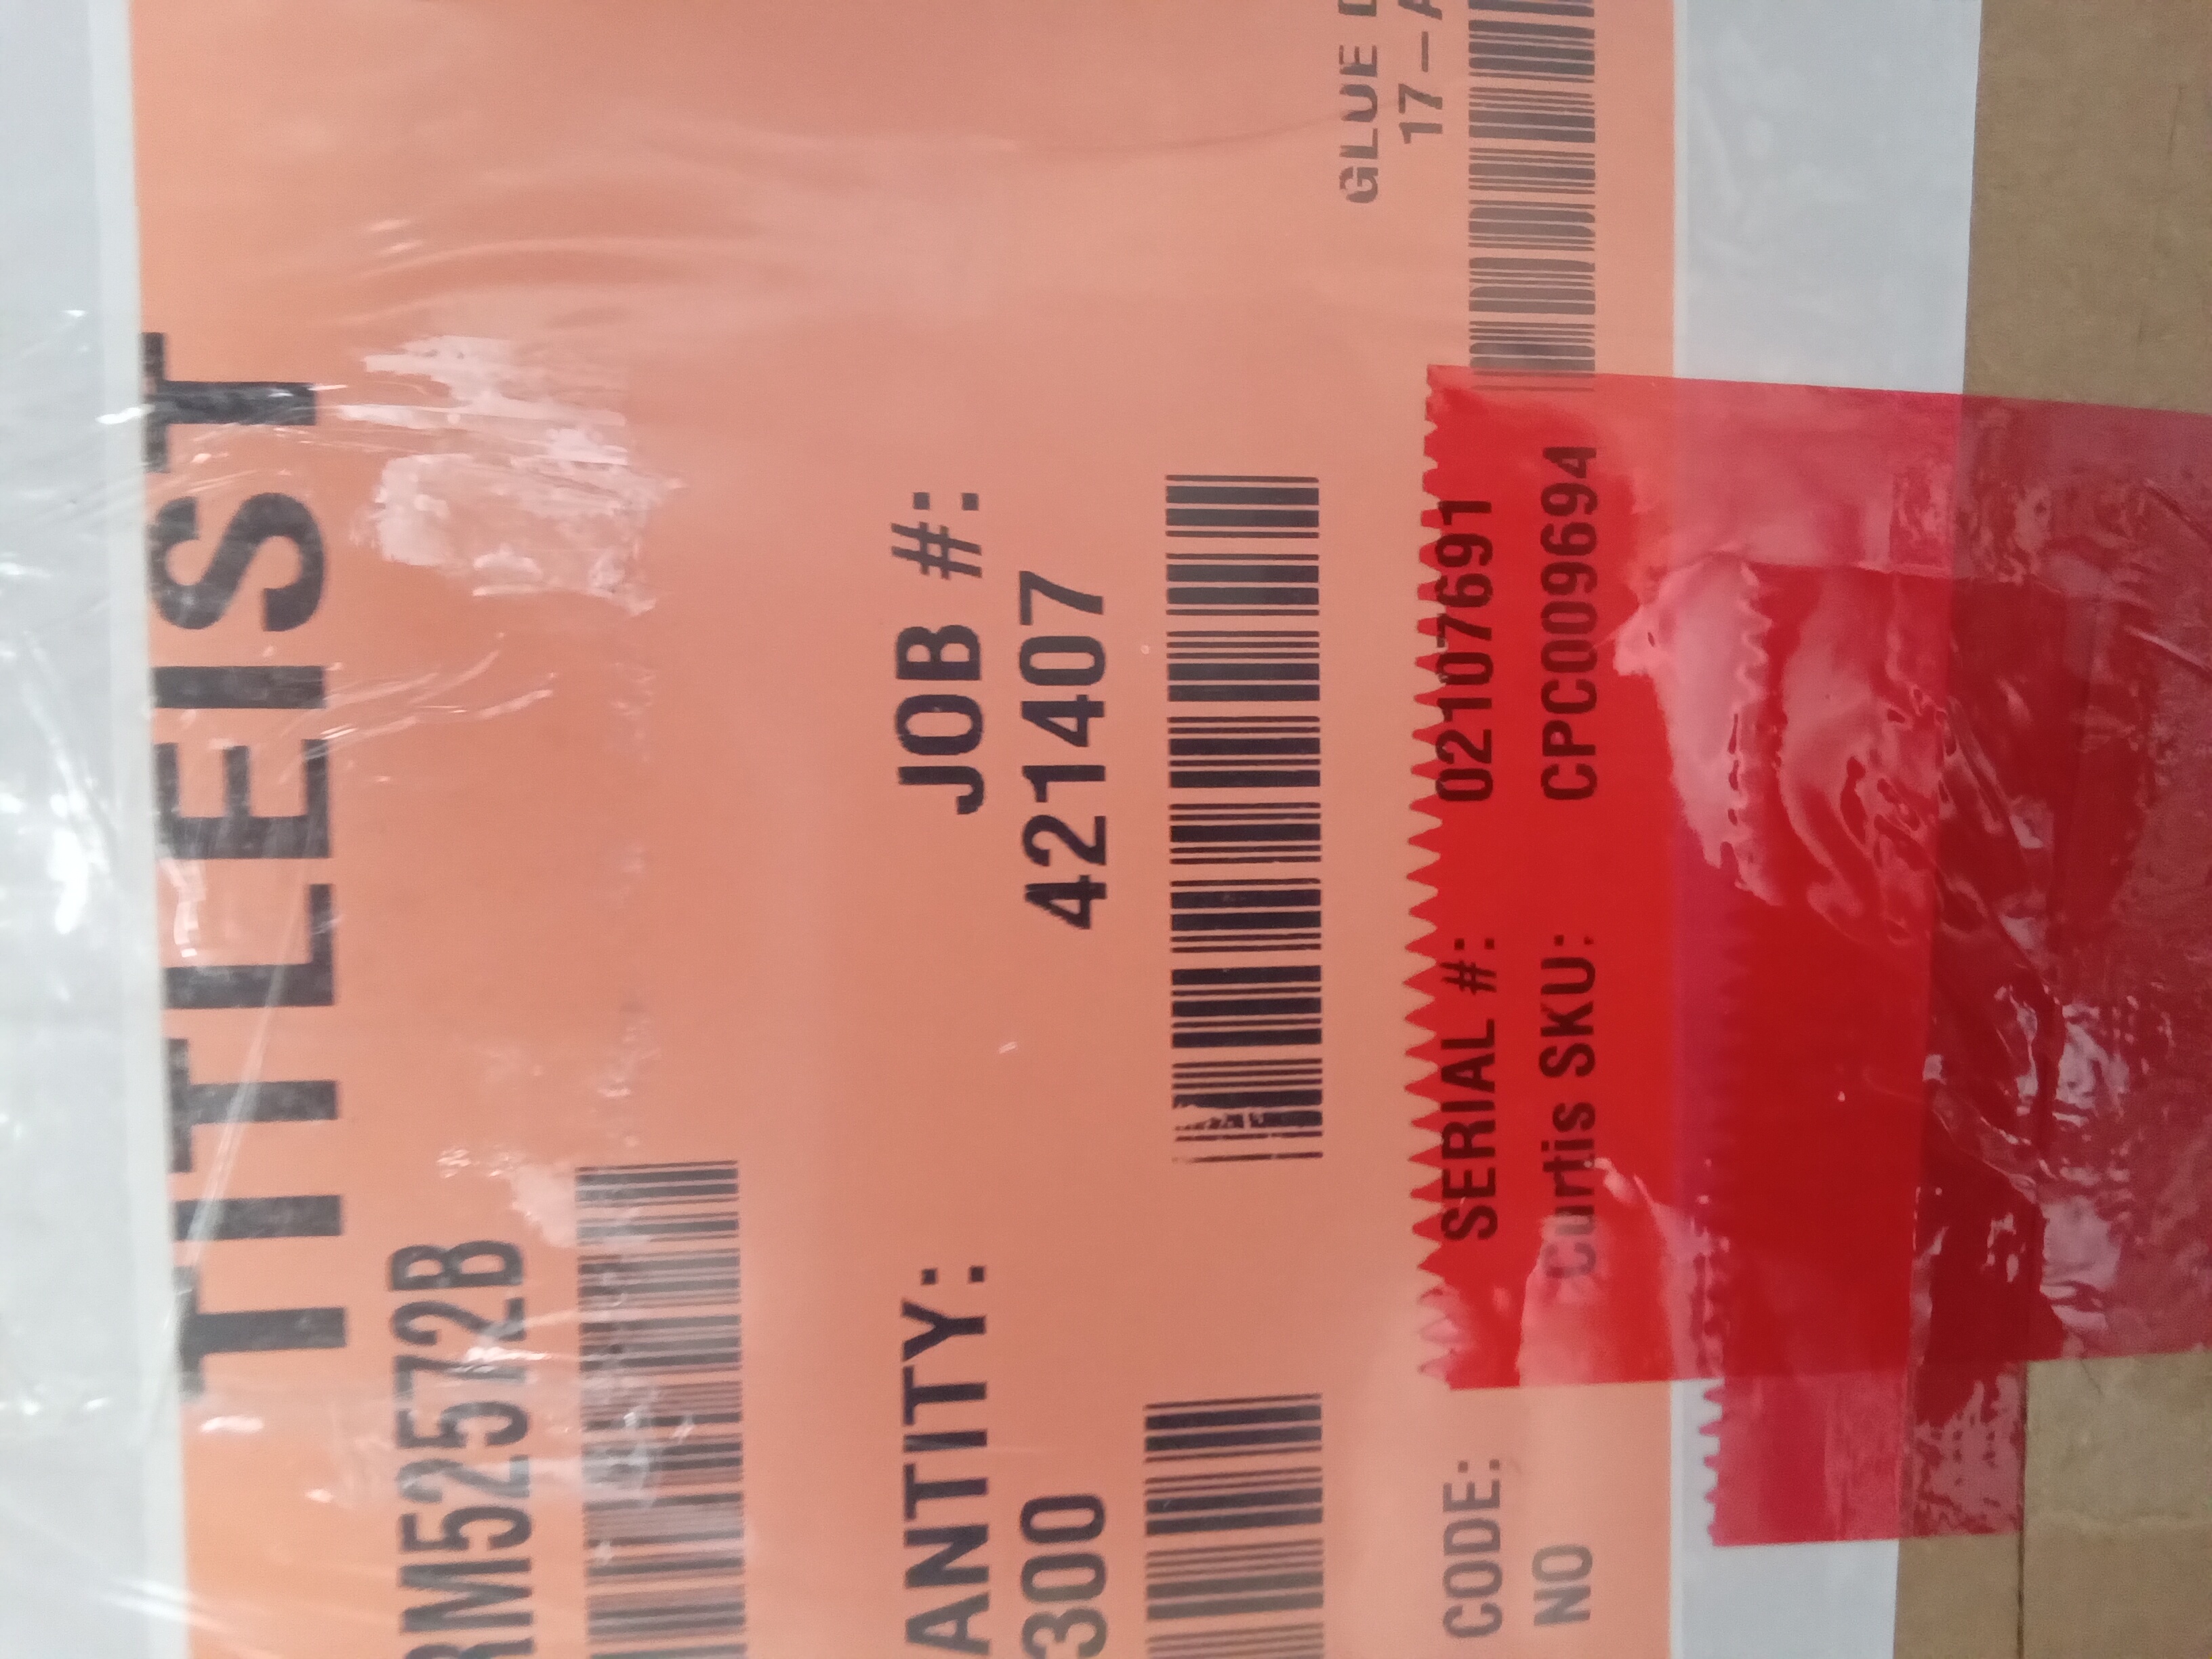 TITLEIST
RM52572B
ANTITY:
300
JOB #:
421407
GLUE D
17-A
CODE:
NO
SERIAL #: 02107691
Curtis SKU: CPC009694